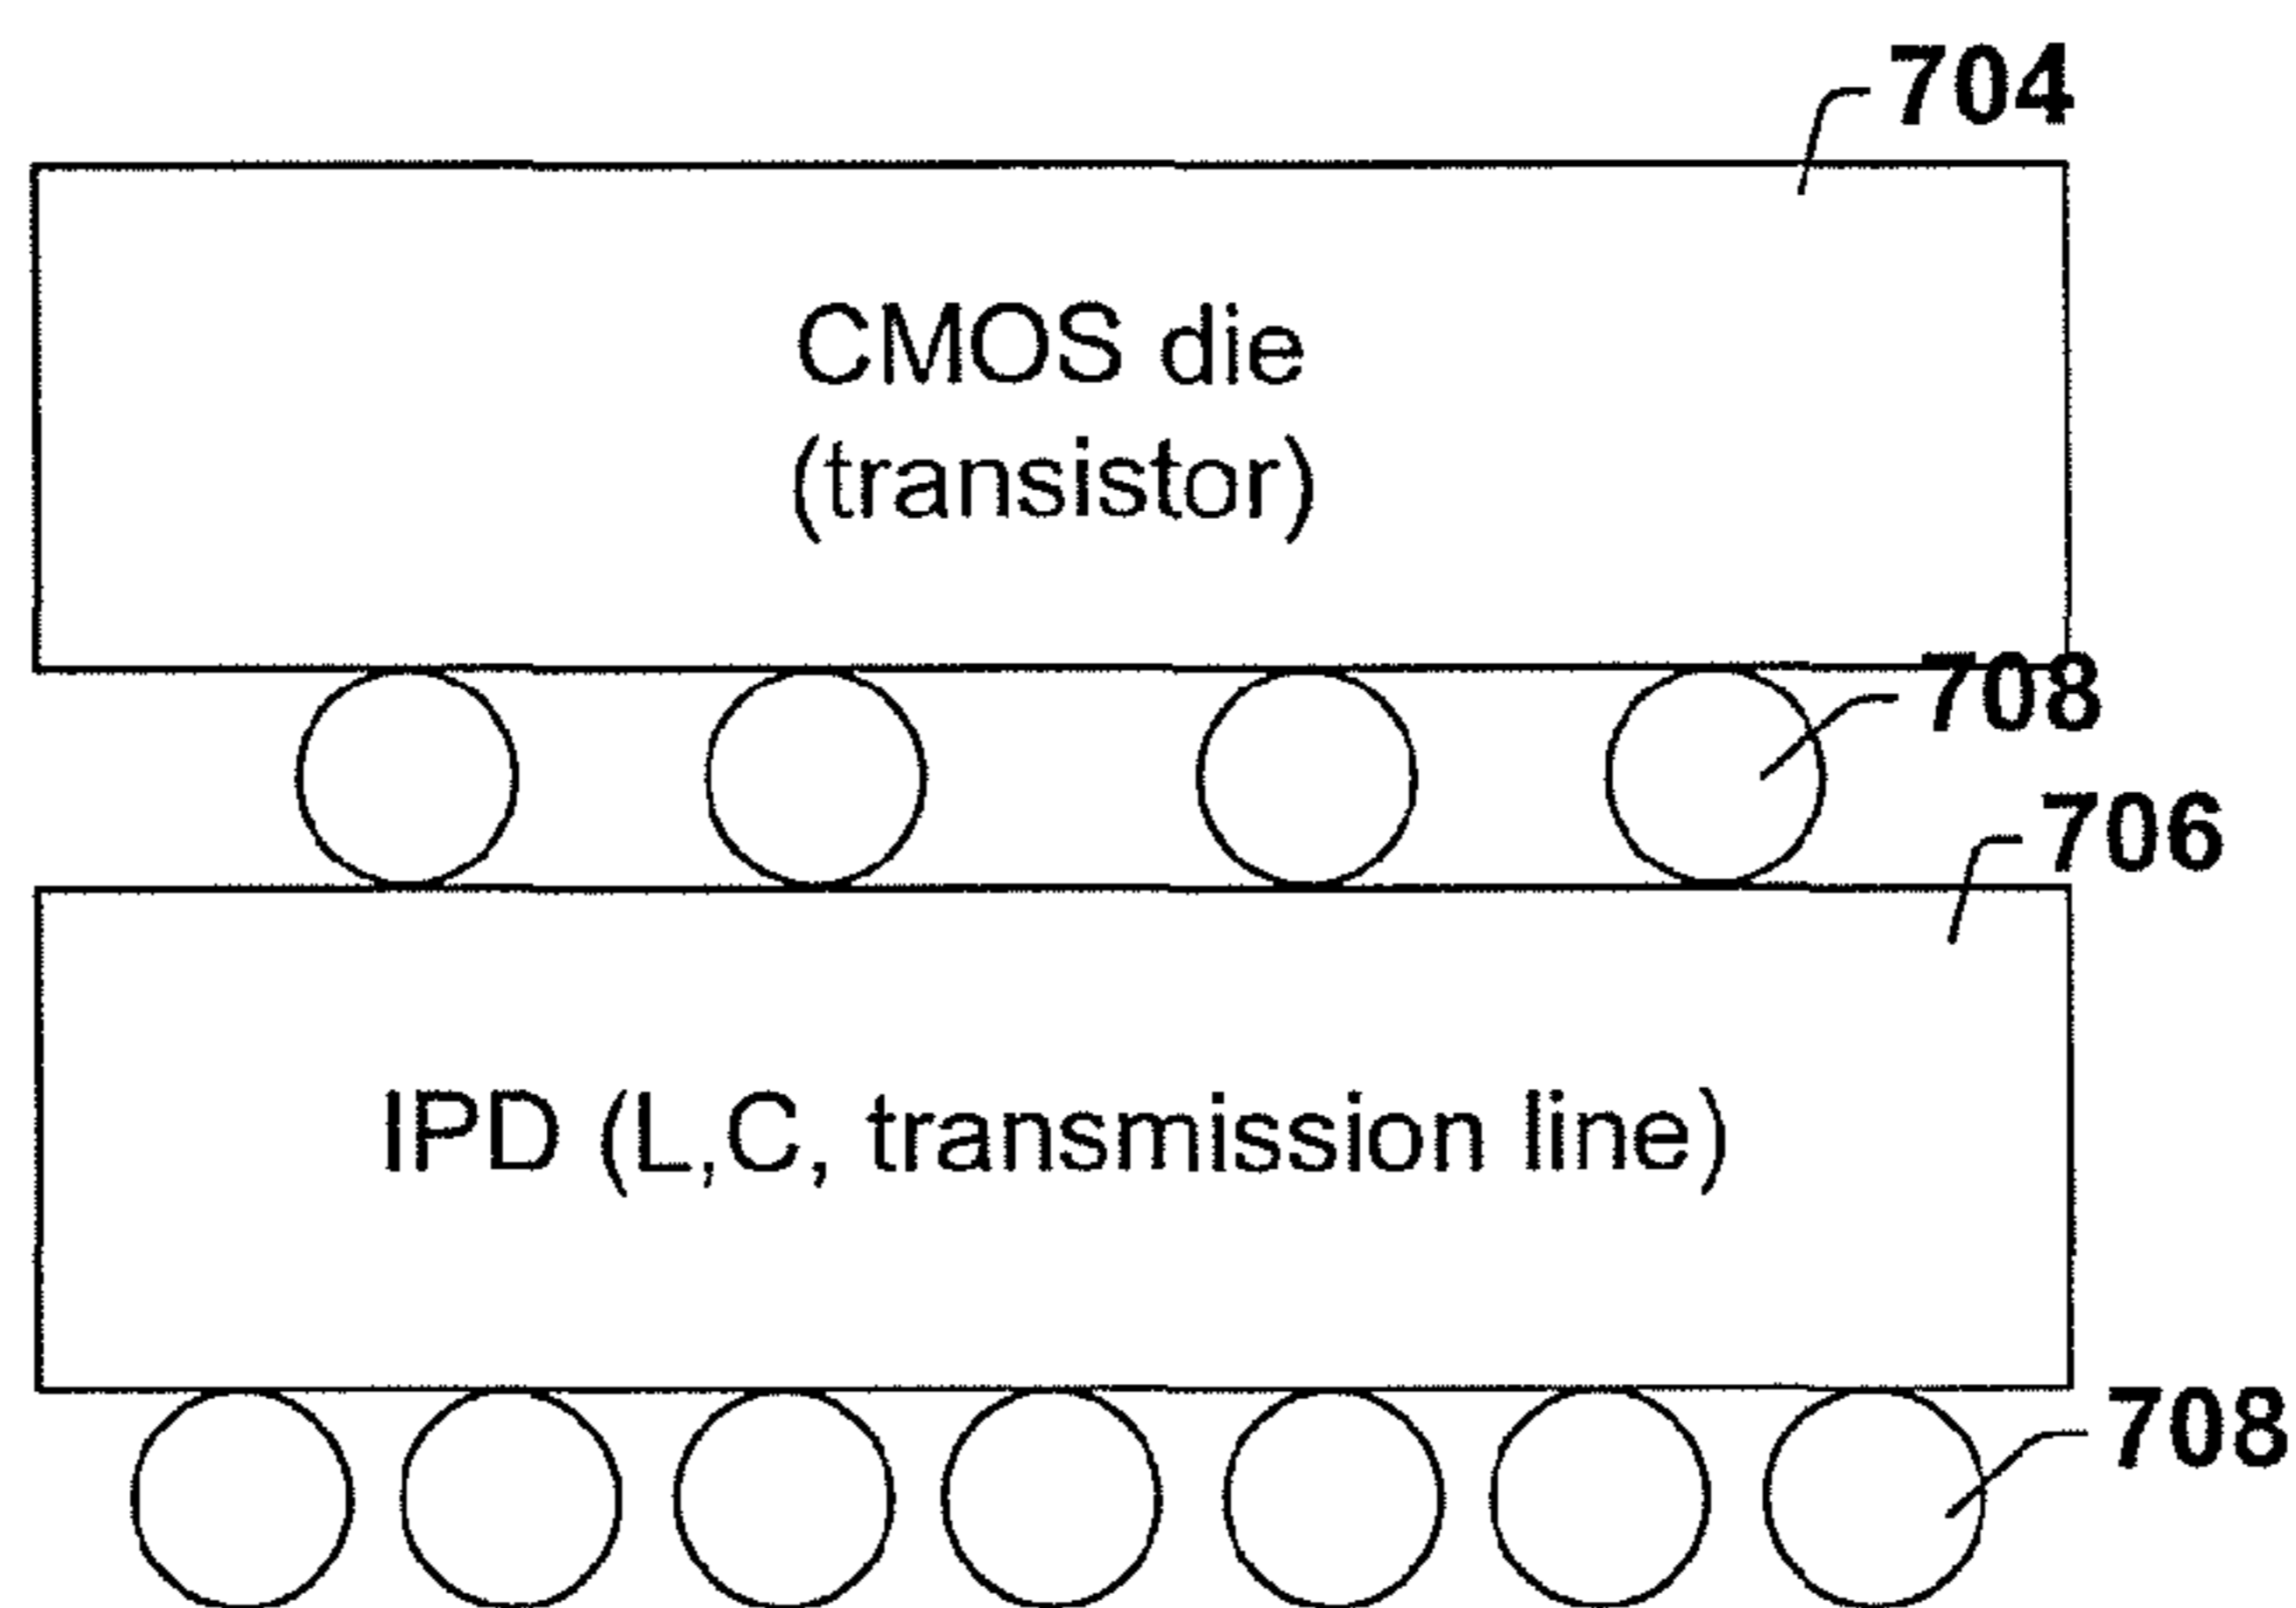 704
CMOS die
(transistor)
708
706
IPD (L,C, transmission line)
708